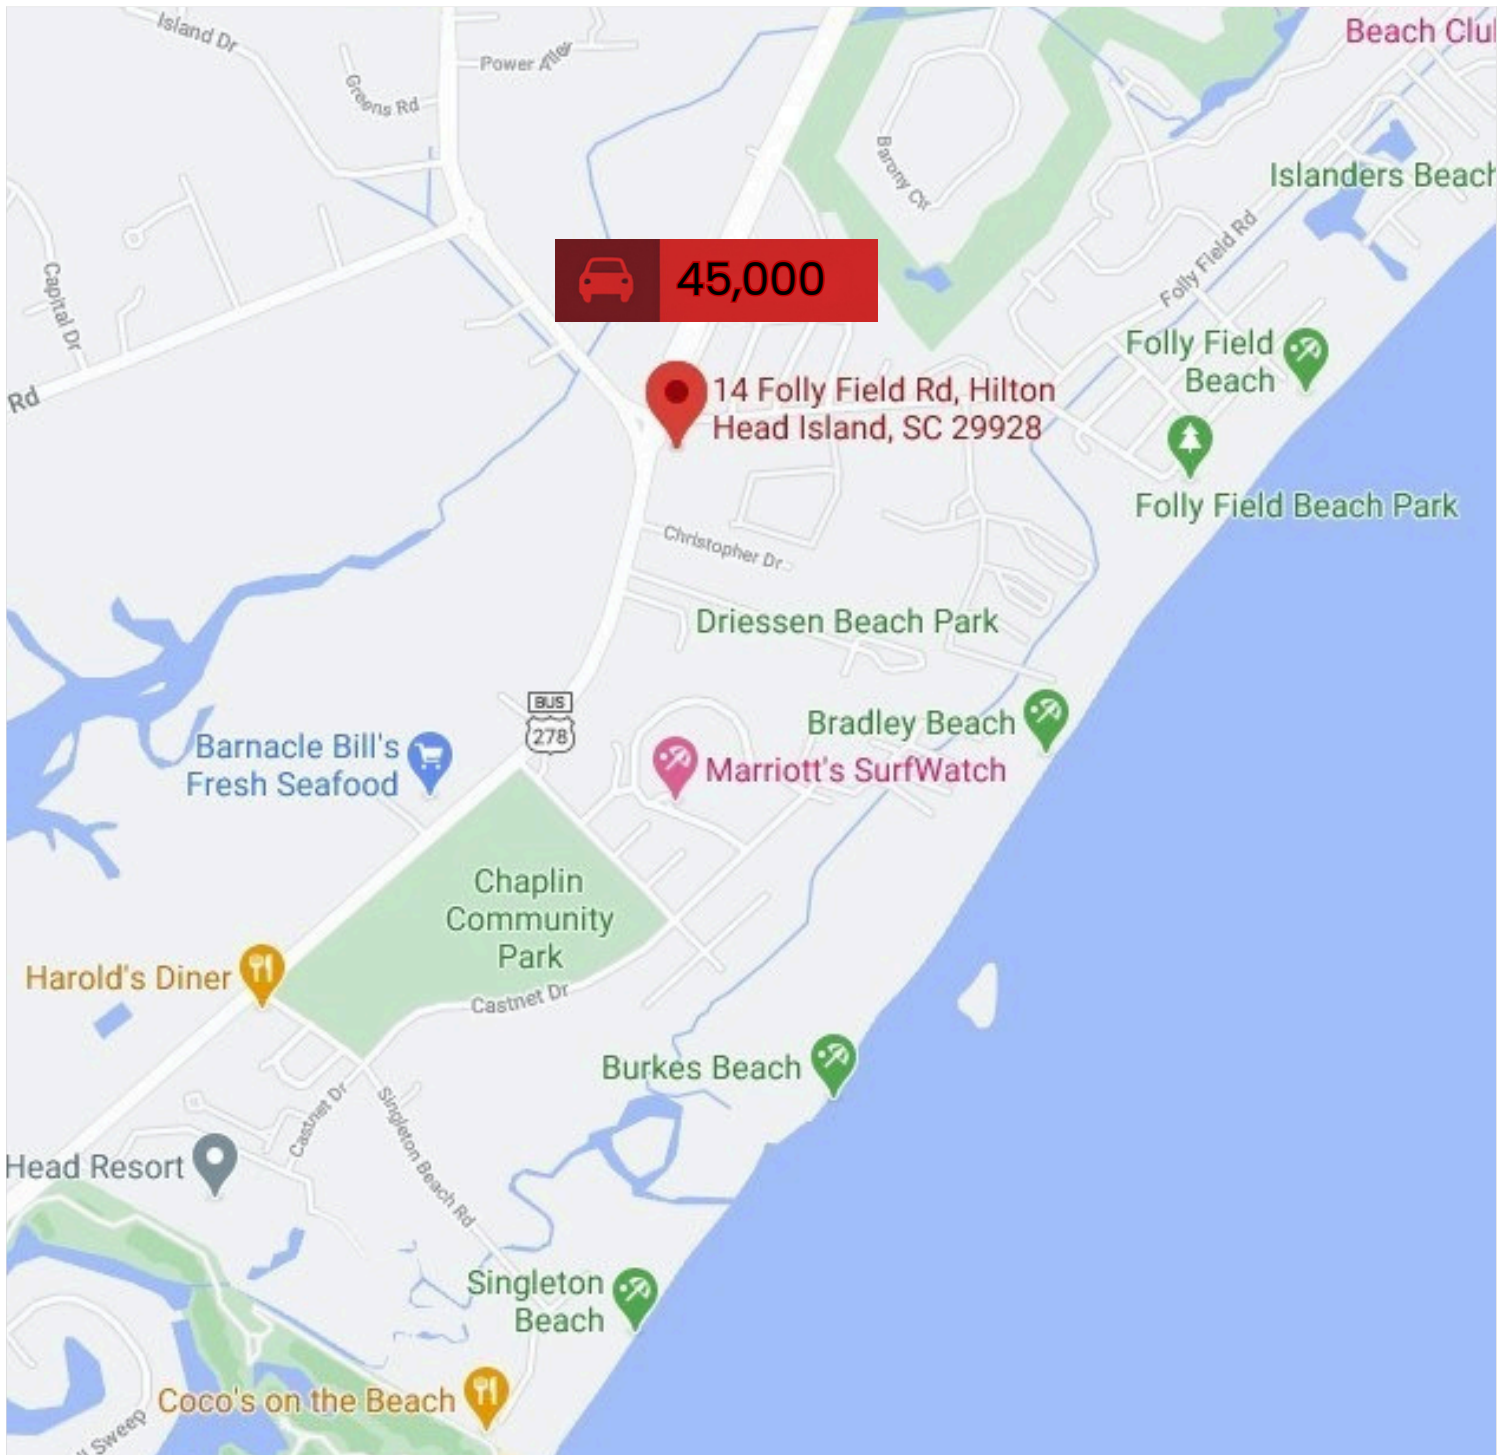 Island Dr
Power Alley
Greens Rd
Beach Clu
Barony Ctr
Islanders Beach
Folly Field Rd
Capital Dr
45,000
Folly Field
Beach
Rd
14 Folly Field Rd, Hilton
Head Island, SC 29928
Folly Field Beach Park
Christopher Dr
Driessen Beach Park
BUS
278
Bradley Beach
Barnacle Bill's
Fresh Seafood
Marriott's SurfWatch
Chaplin
Community
Park
Harold's Diner
Castnet Dr
Burkes Beach
Castnet Dr
Singleton Beach Rd
Head Resort
Singleton
Beach
Coco's on the Beach
Sweep